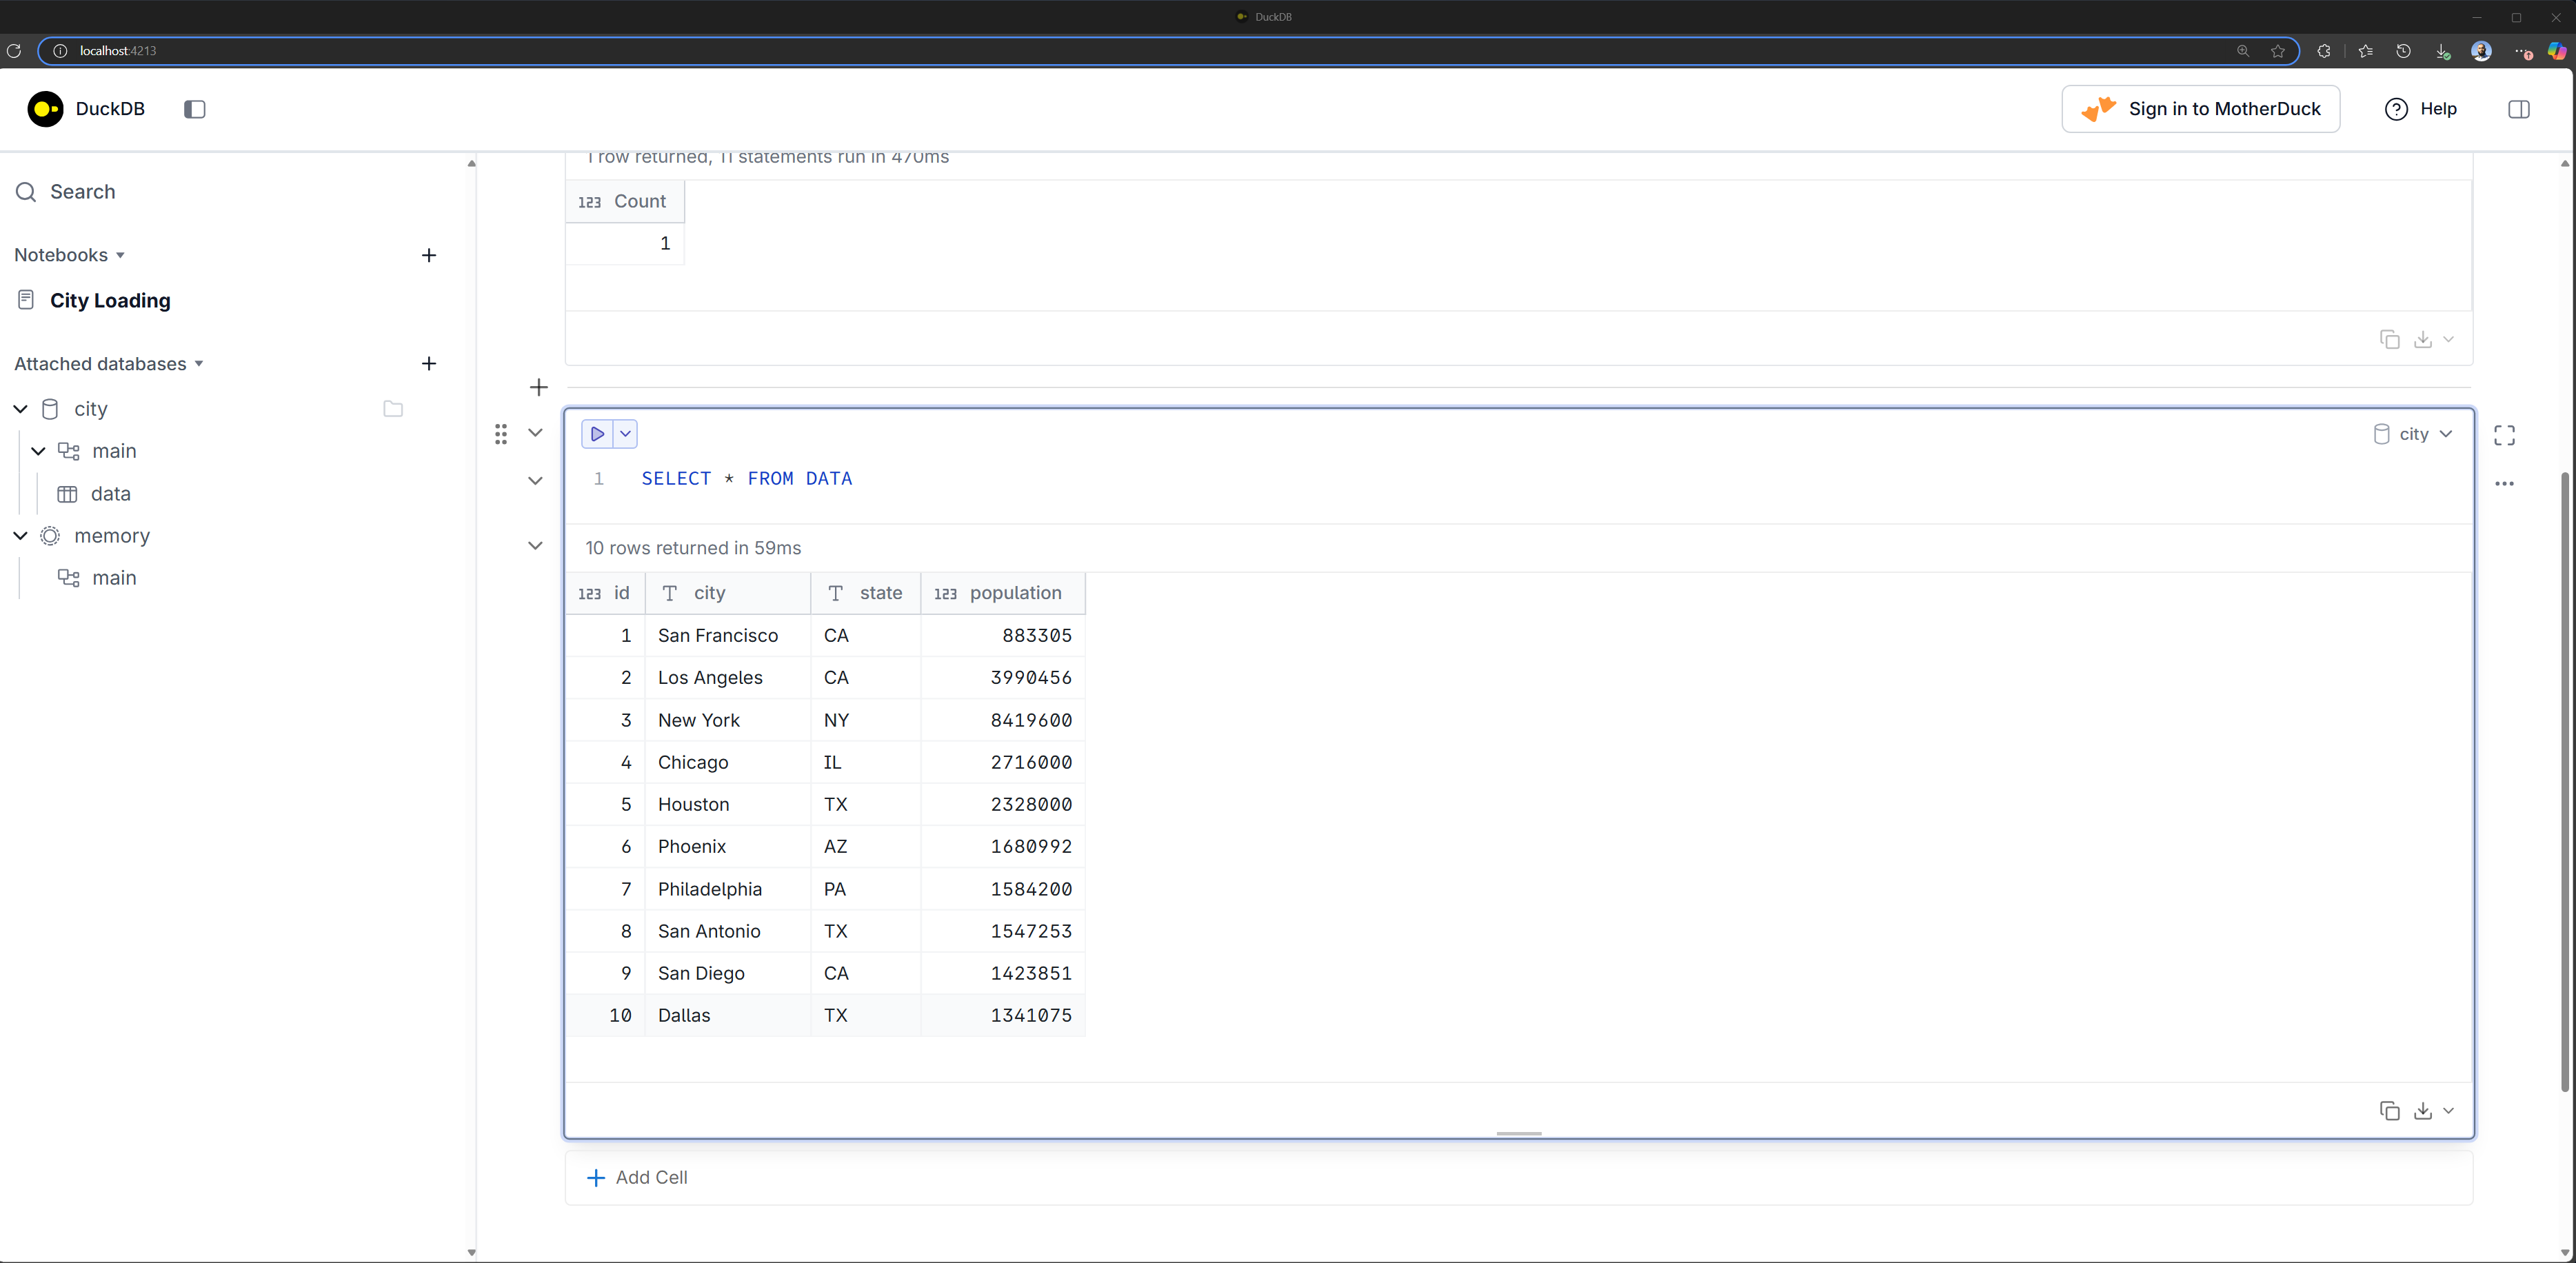 DuckDB
localhost:4213
DuckDB
Sign in to MotherDuck
Help
Search
Notebooks
City Loading
Attached databases
city
main
data
memory
main
1 row returned, 11 statements run in 470ms
123 Count
1
city
1 SELECT * FROM DATA
10 rows returned in 59ms
123 id T city T state 123 population
1 San Francisco CA 883305
2 Los Angeles CA 3990456
3 New York NY 8419600
4 Chicago IL 2716000
5 Houston TX 2328000
6 Phoenix AZ 1680992
7 Philadelphia PA 1584200
8 San Antonio TX 1547253
9 San Diego CA 1423851
10 Dallas TX 1341075
Add Cell